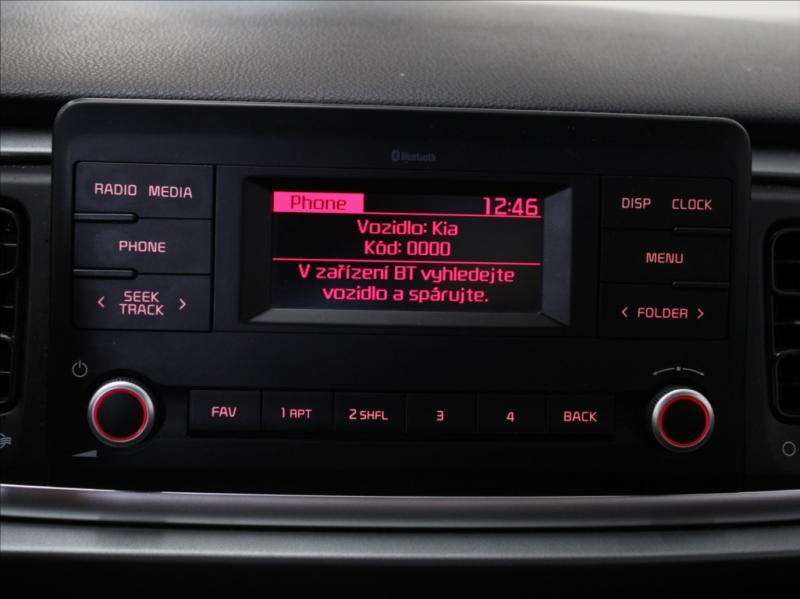 Bluetooth
RADIO MEDIA
PHONE
< SEEK >
TRACK
Phone 12:46
Vozidlo: Kia
Kód: 0000
V zařízení BT vyhledejte
vozidlo a spárujte.
DISP CLOCK
MENU
< FOLDER >
FAV
1 RPT
2 SHFL
3
4
BACK